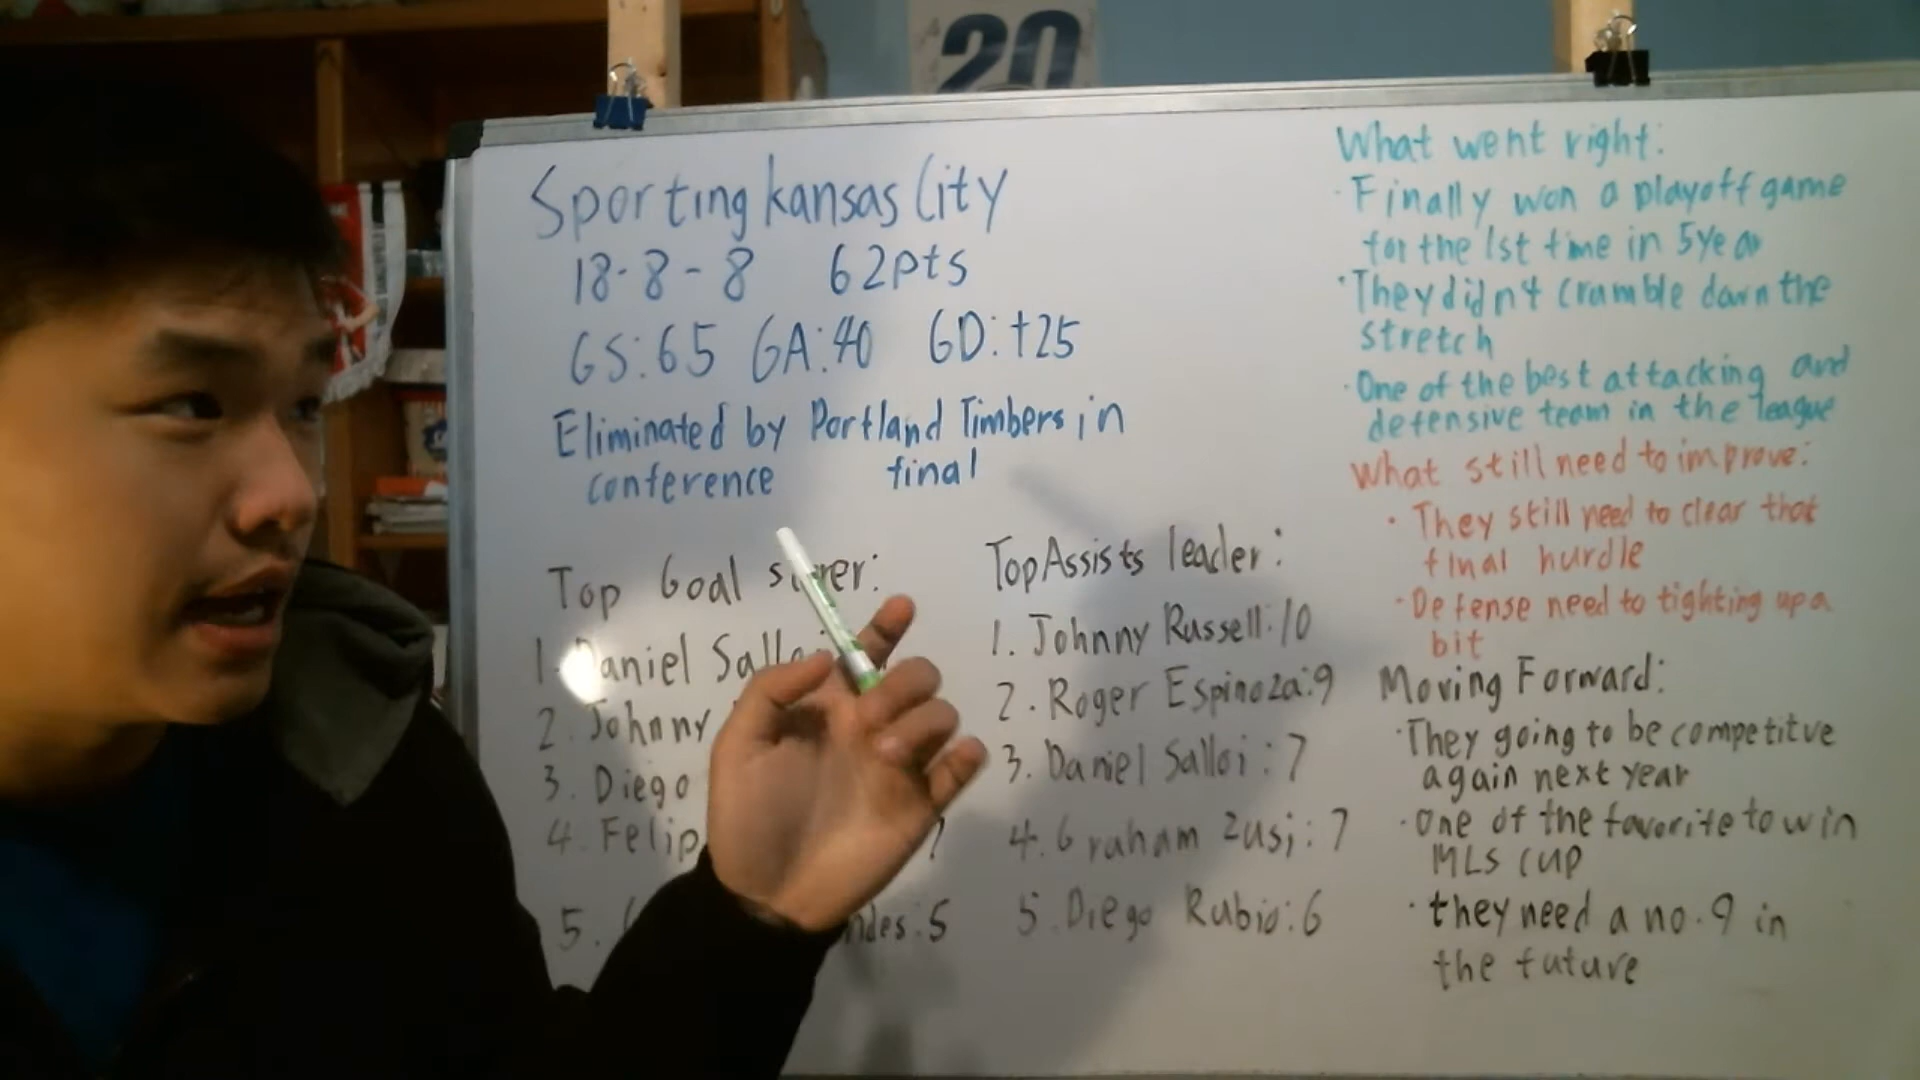 20
Sporting kansas City
18-8-8 62pts
GS:65 GA:40 GD:+25
Eliminated by Portland Timbers in
conference final
Top Goal
1. Daniel
2. Johnny
3. Diego
4. Felip
5.
:5
Top Assists leader:
1. Johnny Russell:10
2. Roger Espinoza:9
3. Daniel Salloi:7
4. Graham Zusi:7
5. Diego Rubio:6
What went right:
· Finally won a playoff game
for the 1st time in 5 year
· They didn't cramble down the
stretch
· One of the best attacking and
defensive team in the league
What still need to improve:
· They still need to clear that
final hurdle
· Defense need to tighting up a
bit
Moving Forward:
· They going to be competitve
again next year
· One of the favorite to win
MLS cup
· they need a no.9 in
the future